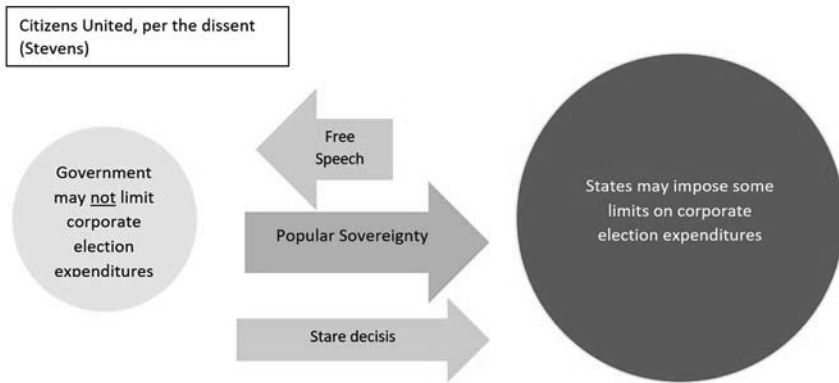 Citizens United, per the dissent
(Stevens)
Free
Speech
Government
may not limit
corporate
election
expenditures
Popular Sovereignty
States may impose some
limits on corporate
election expenditures
Stare decisis